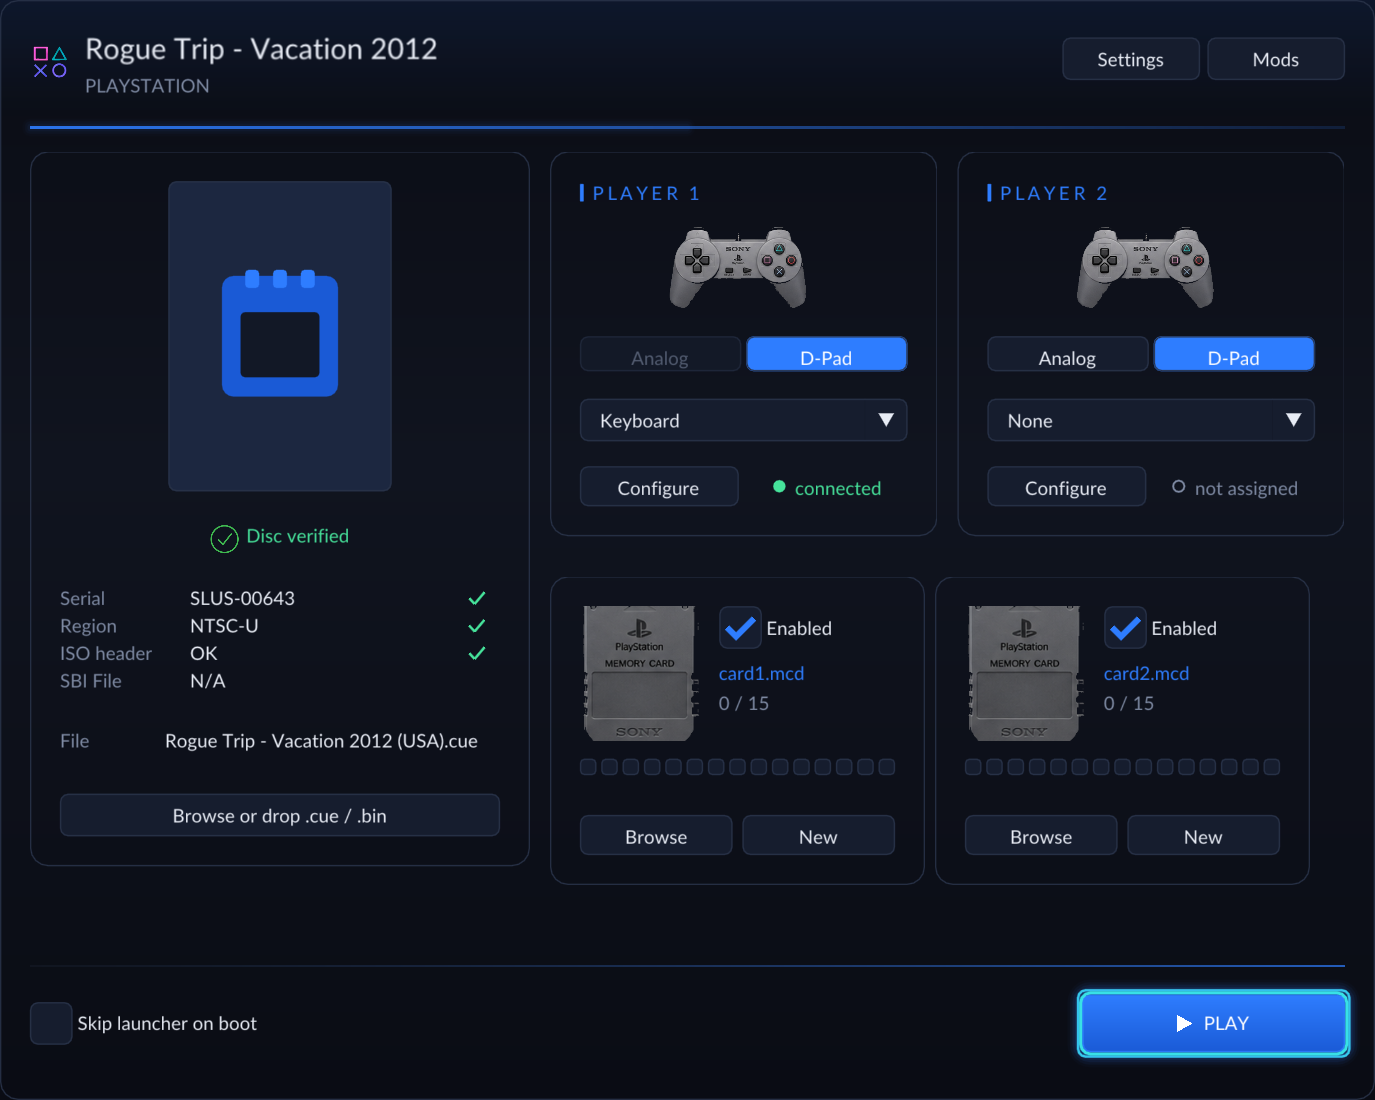 Rogue Trip - Vacation 2012
PLAYSTATION
Settings
Mods
Disc verified
Serial SLUS-00643
Region NTSC-U
ISO header OK
SBI File N/A
File Rogue Trip - Vacation 2012 (USA).cue
Browse or drop .cue / .bin
PLAYER 1
SONY
Analog D-Pad
Keyboard
Configure connected
PLAYER 2
SONY
Analog D-Pad
None
Configure not assigned
PlayStation
MEMORY CARD
SONY
Enabled
card1.mcd
0 / 15
Browse New
PlayStation
MEMORY CARD
SONY
Enabled
card2.mcd
0 / 15
Browse New
Skip launcher on boot
PLAY